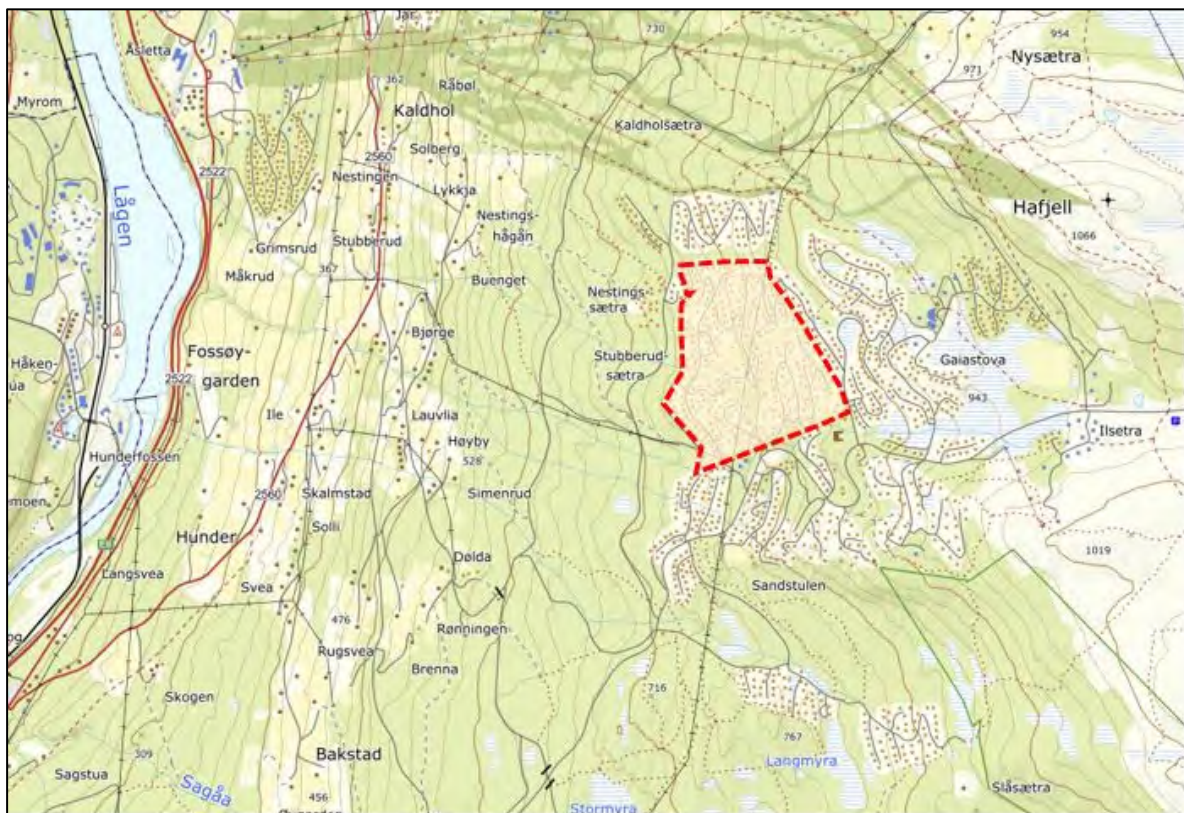 Jar
730
954
Åsletta
Nysætra
971
362
Råbøl
Myrom
Kaldhol
Kaldholsætra
Solberg
2560
2522
Nestingen
Lykkja
Lågen
Hafjell
Nestings-
hågån
1066
Grimsrud
Stubberud
Måkrud
367
Buenget
Nestings-
sætra
Bjørge
Fossøy-
garden
Stubberud-
sætra
Gaiastova
Håken-
2522
943
Ile
Lauvlia
Ilsetra
Hunderfossen
Høyby
528
moen
2560
Skalmstad
Simenrud
Solli
Hunder
1019
Langsvea
Dølda
Svea
Sandstulen
476
Rønningen
Rugsvea
Brenna
716
Skogen
767
309
Bakstad
Langmyra
Sagstua
Sagåa
456
Slåsætra
Stormyra